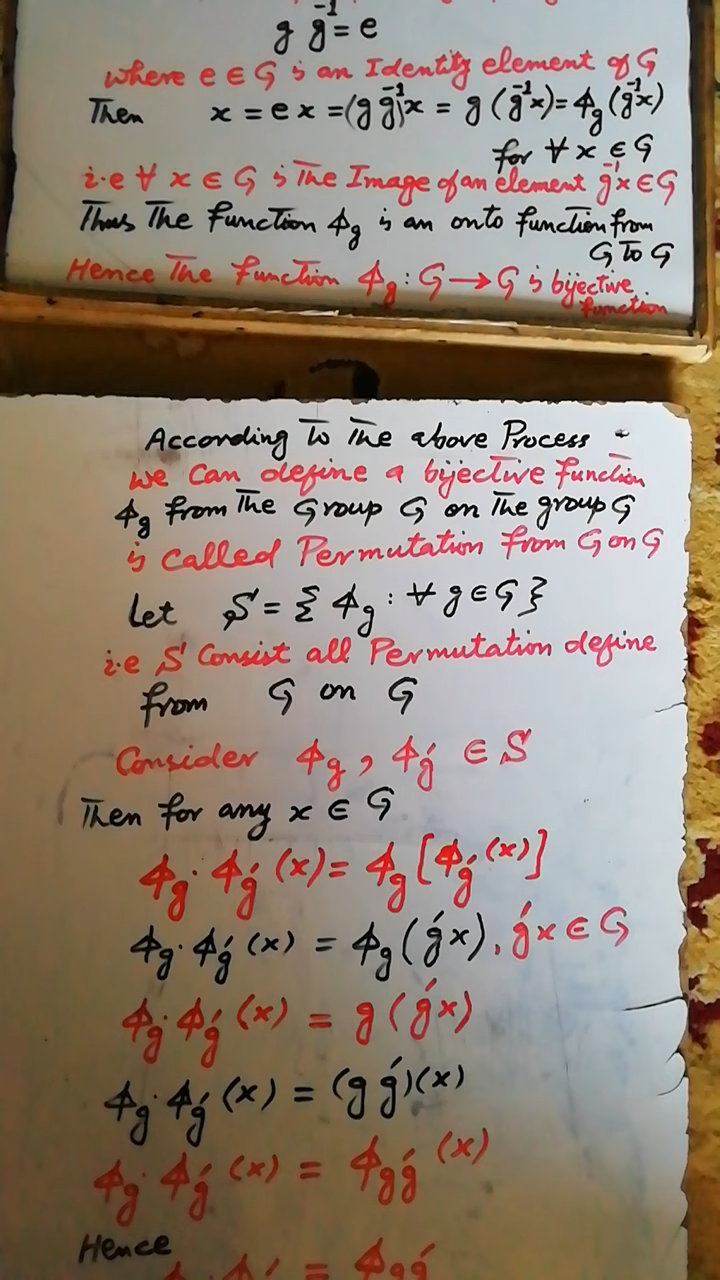 g g⁻¹ = e
where e ∈ G is an Identity element of G
Then x = e x = (g g⁻¹)x = g (g⁻¹x) = Φg (g⁻¹x)
for ∀ x ∈ G
i.e ∀ x ∈ G is The Image of an element g⁻¹x ∈ G
Thus The function Φg is an onto function from
G To G
Hence The function Φg : G → G is bijective
function
According To The above Process -
we Can define a bijective function
Φg from The Group G on The group G
is called Permutation from G on G
Let S = { Φg : ∀ g ∈ G }
i.e S Consist all Permutation define
from G on G
Consider Φg , Φg´ ∈ S
Then for any x ∈ G
Φg · Φg´ (x) = Φg [Φg´ (x)]
Φg · Φg´ (x) = Φg (g´x) , g´x ∈ G
Φg · Φg´ (x) = g (g´x)
Φg · Φg´ (x) = (g g´)(x)
Φg · Φg´ (x) = Φgg´ (x)
Hence
Φg · Φg´ = Φgg´